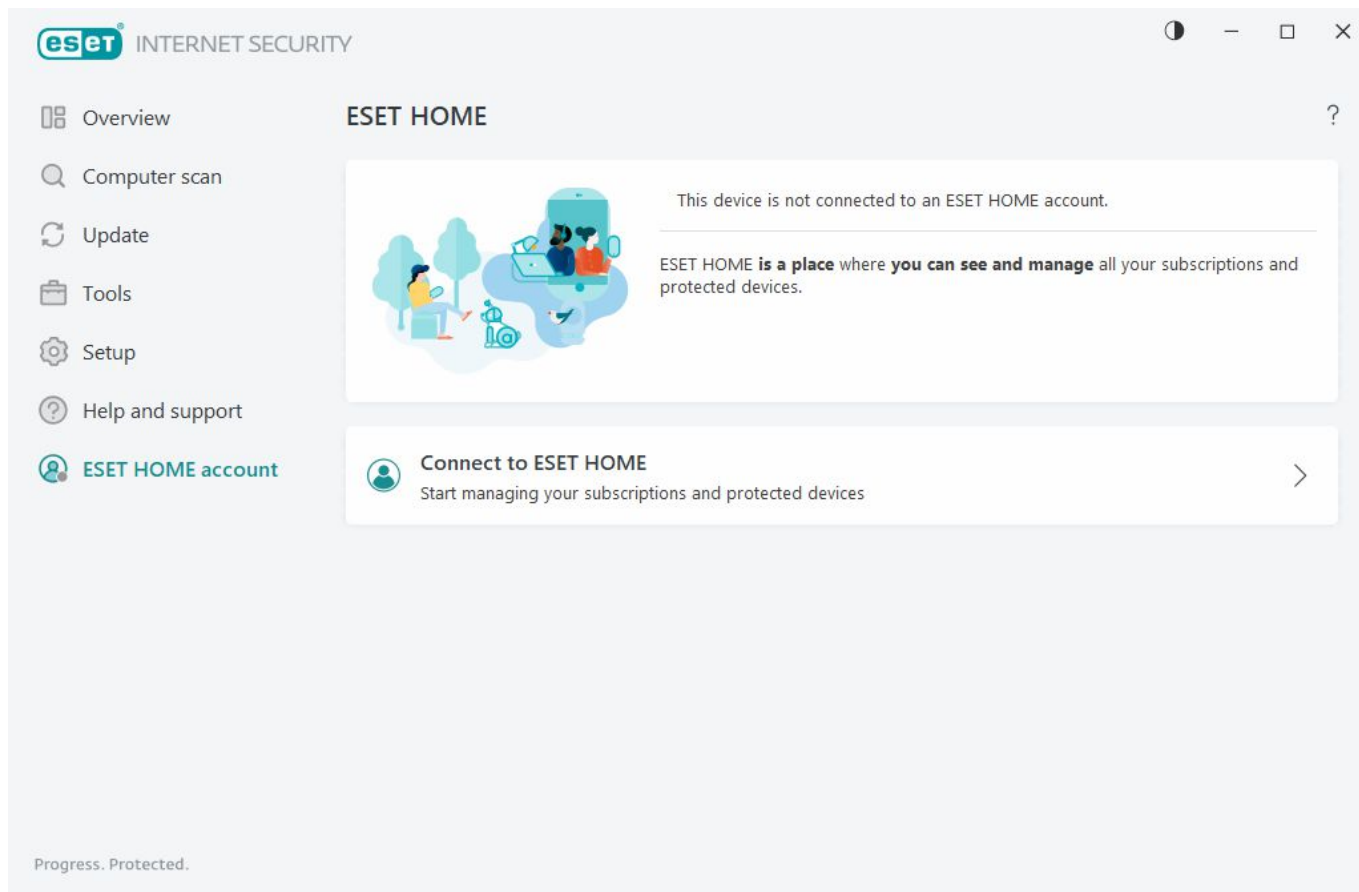 eset® INTERNET SECURITY
Overview
Computer scan
Update
Tools
Setup
Help and support
ESET HOME account
ESET HOME
?
This device is not connected to an ESET HOME account.
ESET HOME is a place where you can see and manage all your subscriptions and
protected devices.
Connect to ESET HOME
Start managing your subscriptions and protected devices
Progress. Protected.